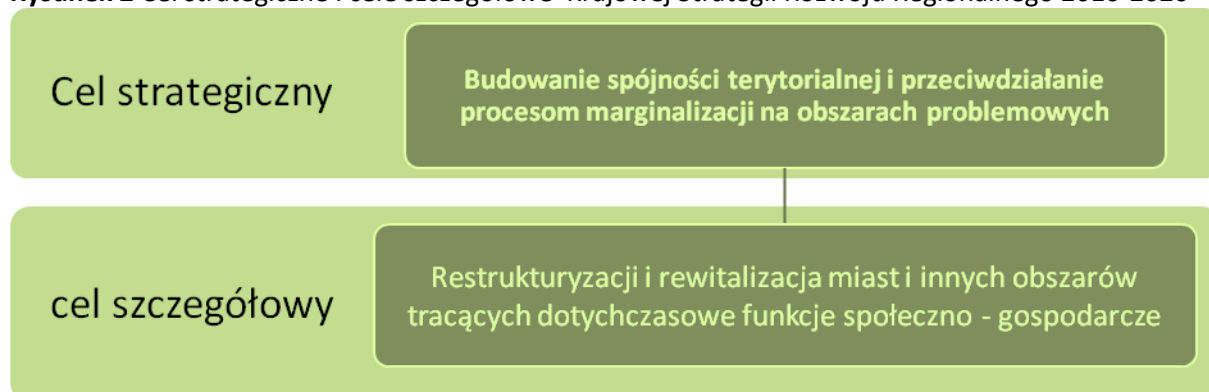 Cel strategiczny
Budowanie spójności terytorialnej i przeciwdziałanie
procesom marginalizacji na obszarach problemowych
cel szczegółowy
Restrukturyzacji i rewitalizacja miast i innych obszarów
tracących dotychczasowe funkcje społeczno - gospodarcze